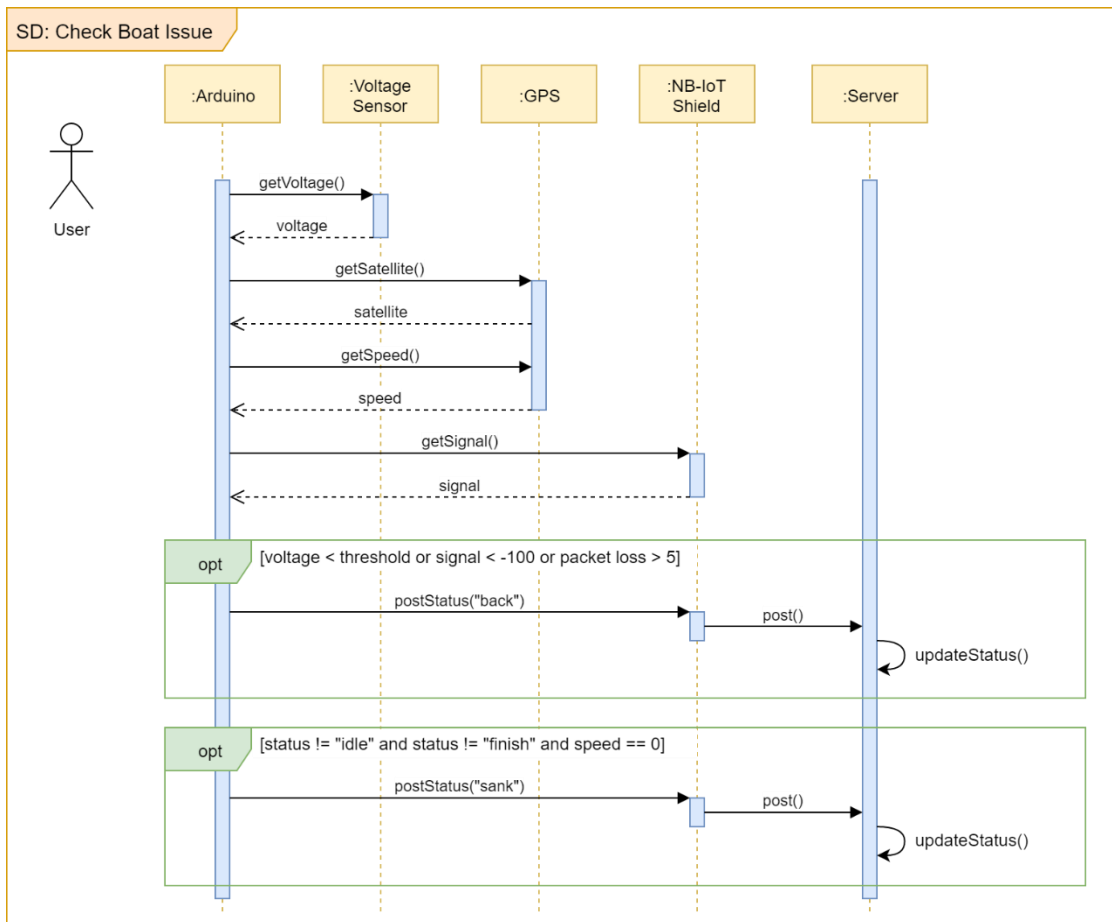 SD: Check Boat Issue
:Arduino
:Voltage
Sensor
:GPS
:NB-IoT
Shield
:Server
User
getVoltage()
voltage
getSatellite()
satellite
getSpeed()
speed
getSignal()
signal
opt
[voltage < threshold or signal < -100 or packet loss > 5]
postStatus("back")
post()
updateStatus()
opt
[status != "idle" and status != "finish" and speed == 0]
postStatus("sank")
post()
updateStatus()